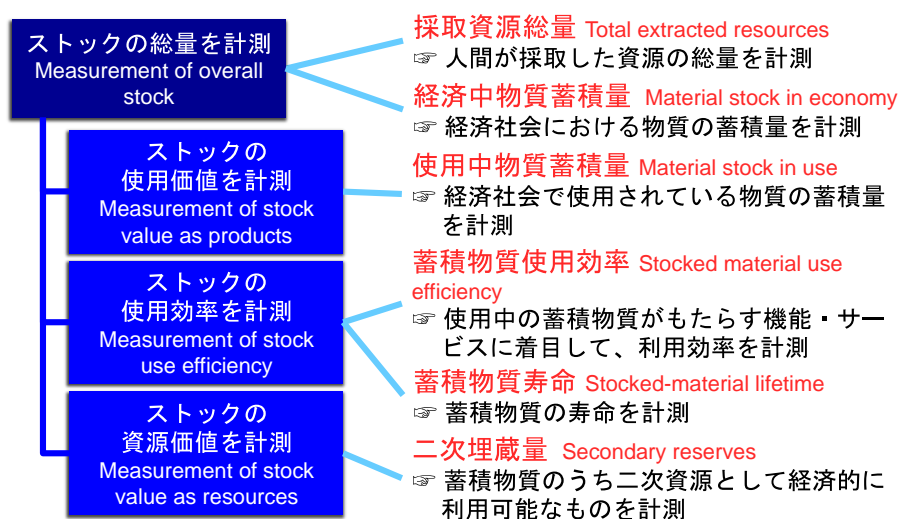 ストックの総量を計測
Measurement of overall
stock
採取資源総量 Total extracted resources
☞ 人間が採取した資源の総量を計測
経済中物質蓄積量 Material stock in economy
☞ 経済社会における物質の蓄積量を計測
ストックの
使用価値を計測
Measurement of stock
value as products
使用中物質蓄積量 Material stock in use
☞ 経済社会で使用されている物質の蓄積量
を計測
ストックの
使用効率を計測
Measurement of stock
use efficiency
蓄積物質使用効率 Stocked material use
efficiency
☞ 使用中の蓄積物質がもたらす機能・サー
ビスに着目して、利用効率を計測
蓄積物質寿命 Stocked-material lifetime
☞ 蓄積物質の寿命を計測
ストックの
資源価値を計測
Measurement of stock
value as resources
二次埋蔵量 Secondary reserves
☞ 蓄積物質のうち二次資源として経済的に
利用可能なものを計測